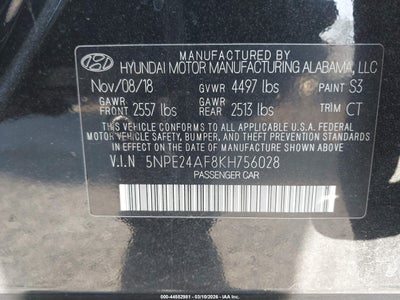 MANUFACTURED BY
HYUNDAI MOTOR MANUFACTURING ALABAMA, LLC
Nov/08/18 GVWR 4497 lbs PAINT S3
GAWR FRONT 2557 lbs GAWR REAR 2513 lbs TRIM CT
THIS VEHICLE CONFORMS TO ALL APPLICABLE U.S. FEDERAL
MOTOR VEHICLE SAFETY, BUMPER, AND THEFT PREVENTION STANDARDS
IN EFFECT ON THE DATE OF MANUFACTURE SHOWN ABOVE.
V.I.N 5NPE24AF8KH756028
PASSENGER CAR
000-44552981 - 03/10/2026 - IAA Inc.